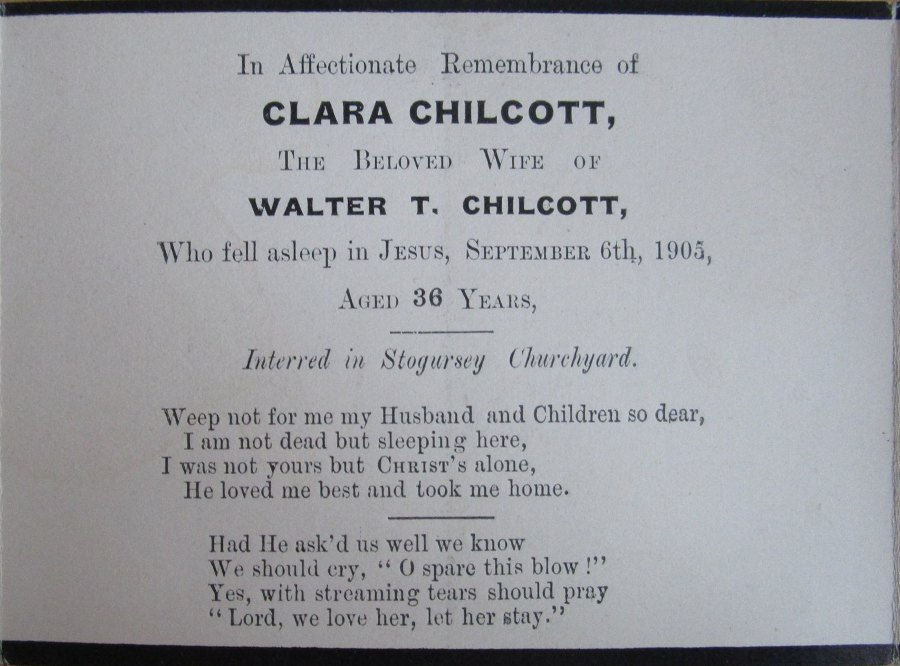 In Affectionate Remembrance of
CLARA CHILCOTT,
THE BELOVED WIFE OF
WALTER T. CHILCOTT,
Who fell asleep in JESUS, SEPTEMBER 6th, 1905,
AGED 36 YEARS,
Interred in Stogursey Churchyard.
Weep not for me my Husband and Children so dear,
I am not dead but sleeping here,
I was not yours but CHRIST's alone,
He loved me best and took me home.
Had He ask'd us well we know
We should cry, "O spare this blow!"
Yes, with streaming tears should pray
"Lord, we love her, let her stay."